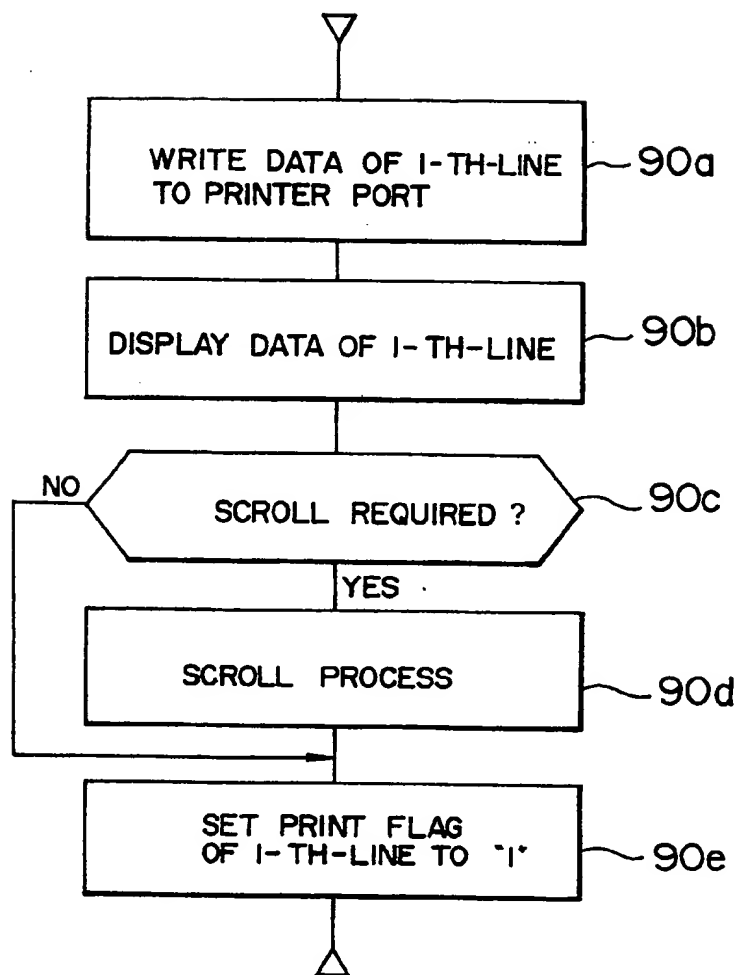 WRITE DATA OF I-TH-LINE
TO PRINTER PORT
90a
DISPLAY DATA OF I-TH-LINE
90b
NO
SCROLL REQUIRED ?
90c
YES
SCROLL PROCESS
90d
SET PRINT FLAG
OF I-TH-LINE TO "1"
90e